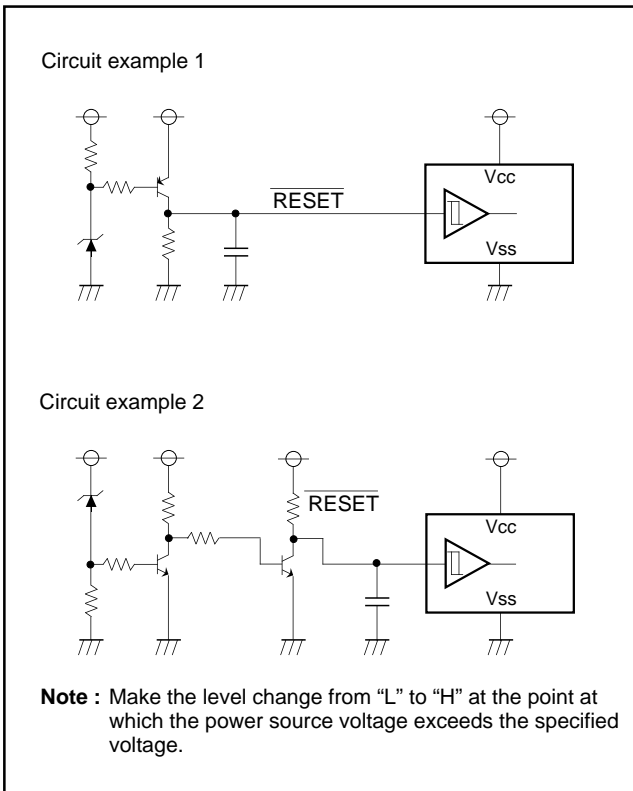 Circuit example 1
RESET
Vcc
Vss
Circuit example 2
RESET
Vcc
Vss
Note : Make the level change from “L” to “H” at the point at
which the power source voltage exceeds the specified
voltage.